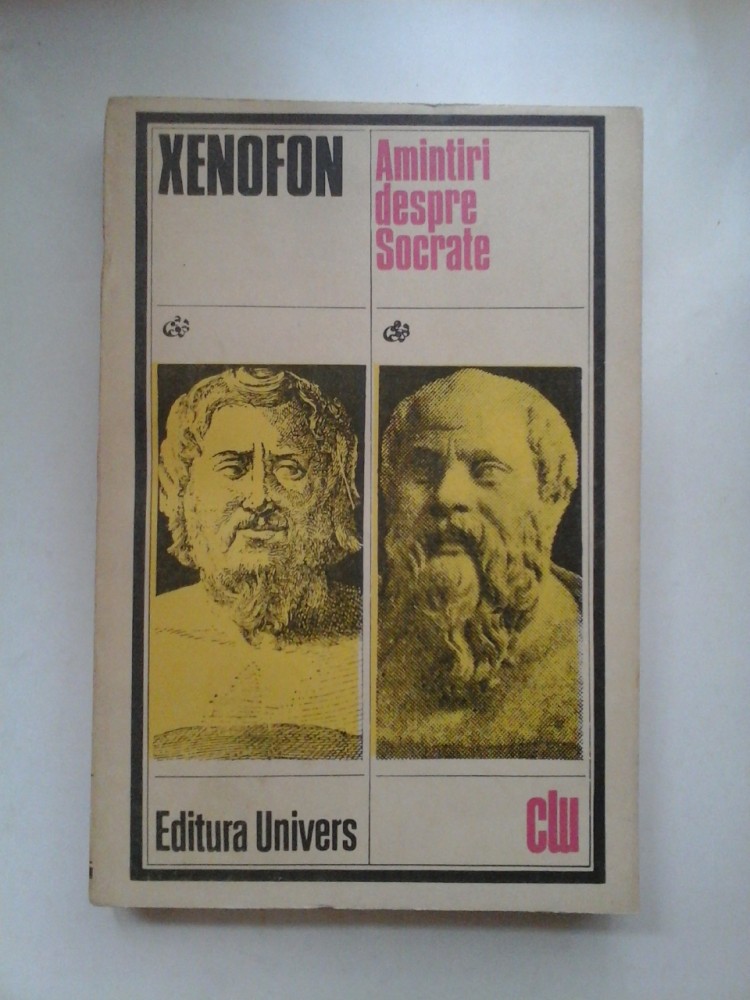 XENOFON
Amintiri
despre
Socrate
Editura Univers
clu